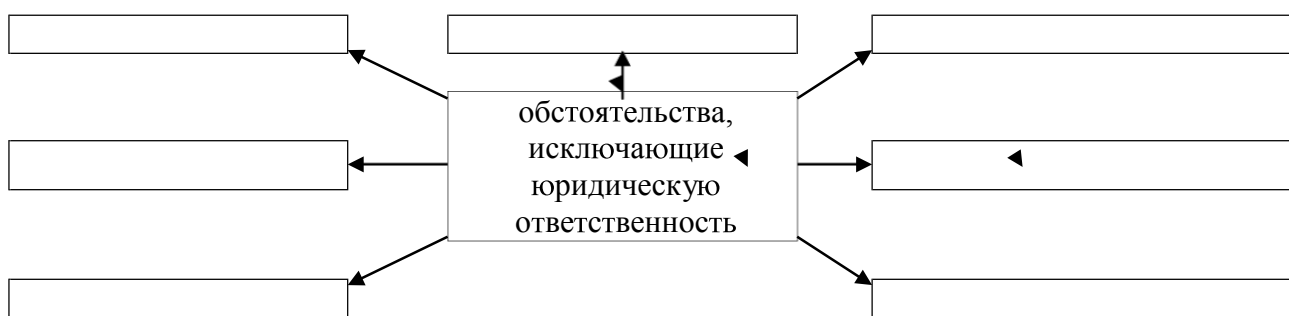 обстоятельства,
исключающие
юридическую
ответственность